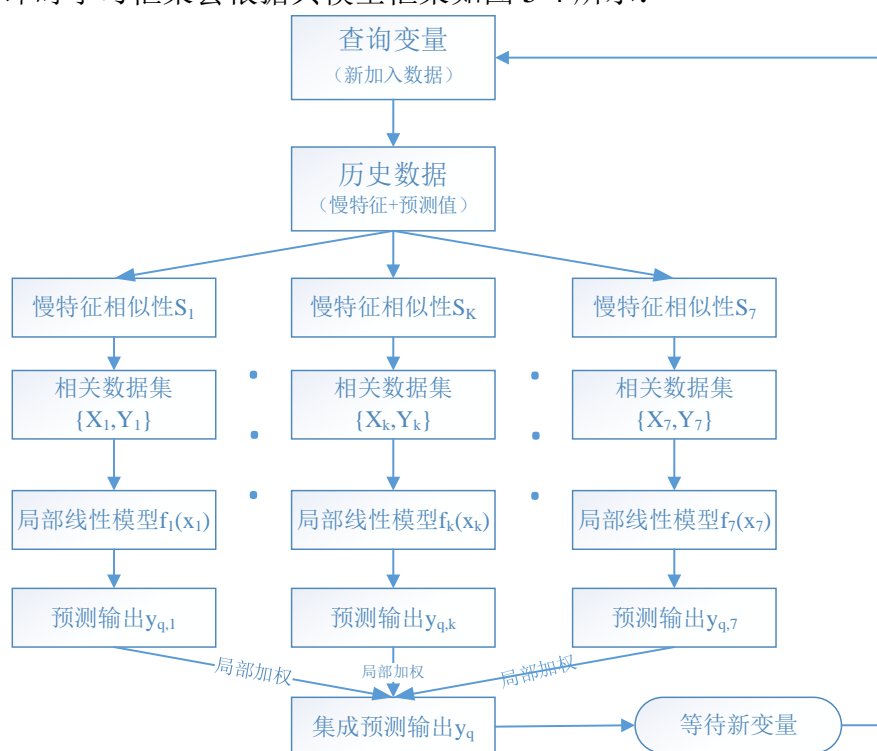 查询变量
（新加入数据）
历史数据
（慢特征+预测值）
慢特征相似性S₁
慢特征相似性S_K
慢特征相似性S₇
相关数据集
{X₁,Y₁}
相关数据集
{Xₖ,Yₖ}
相关数据集
{X₇,Y₇}
局部线性模型f₁(x₁)
局部线性模型fₖ(xₖ)
局部线性模型f₇(x₇)
预测输出y_q,1
预测输出y_q,k
预测输出y_q,7
局部加权
局部加权
局部加权
集成预测输出y_q
等待新变量